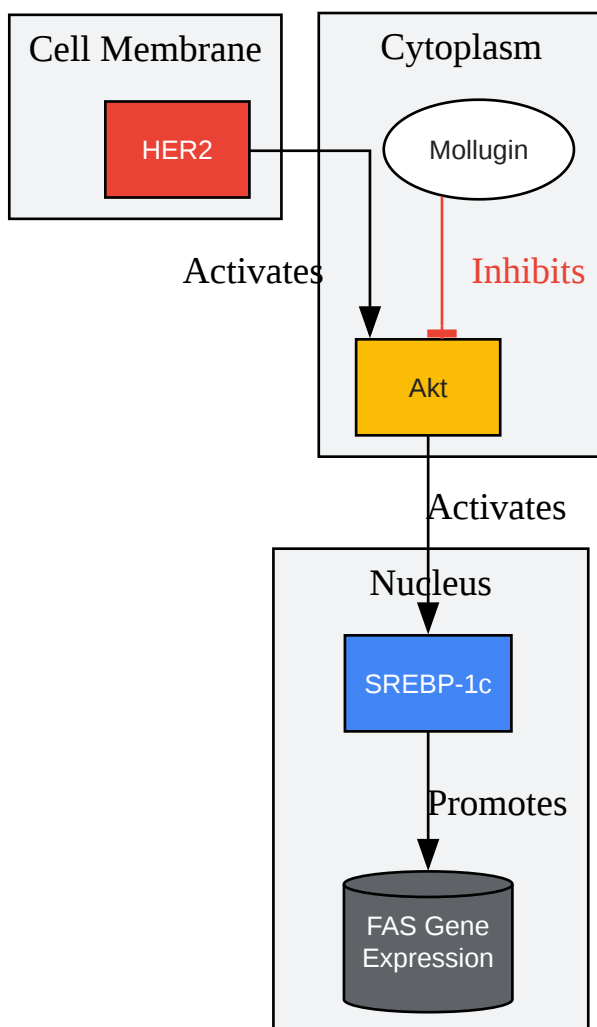 Cell Membrane
Cytoplasm
HER2
Mollugin
Activates
Inhibits
Akt
Activates
Nucleus
SREBP-1c
Promotes
FAS Gene
Expression